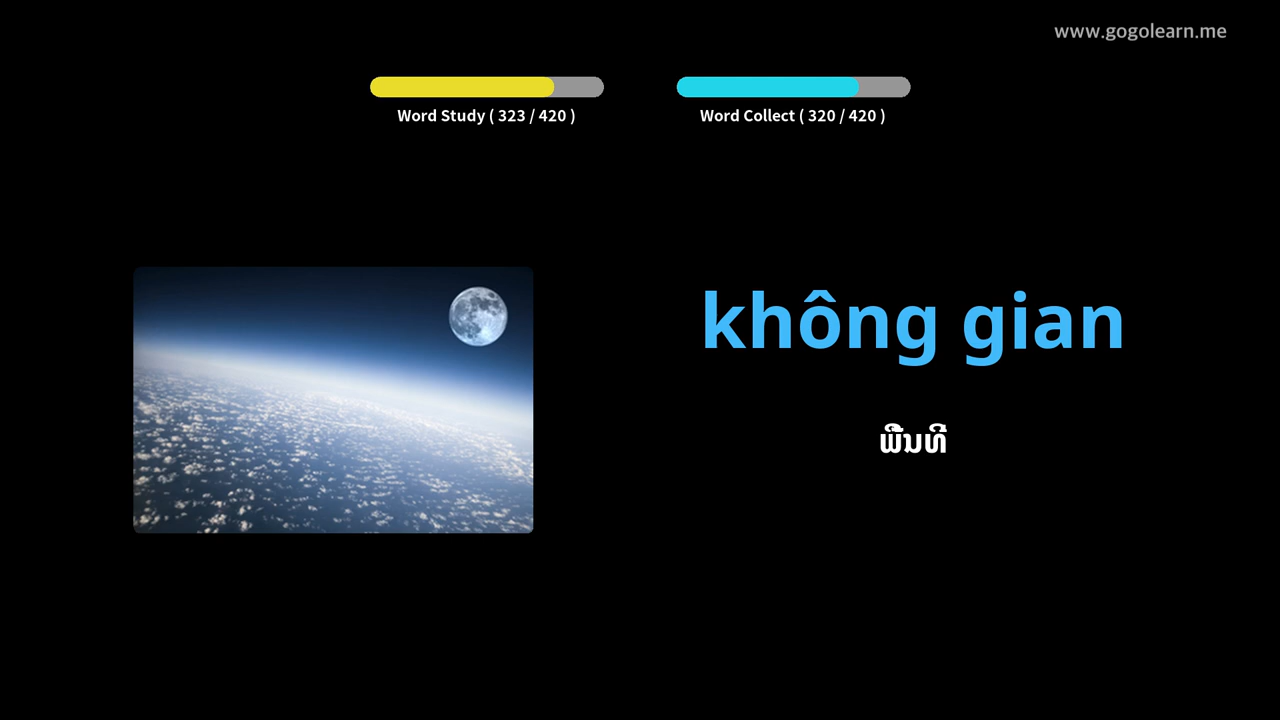 www.gogolearn.me
Word Study ( 323 / 420 )
Word Collect ( 320 / 420 )
không gian
ພື້ນທີ່